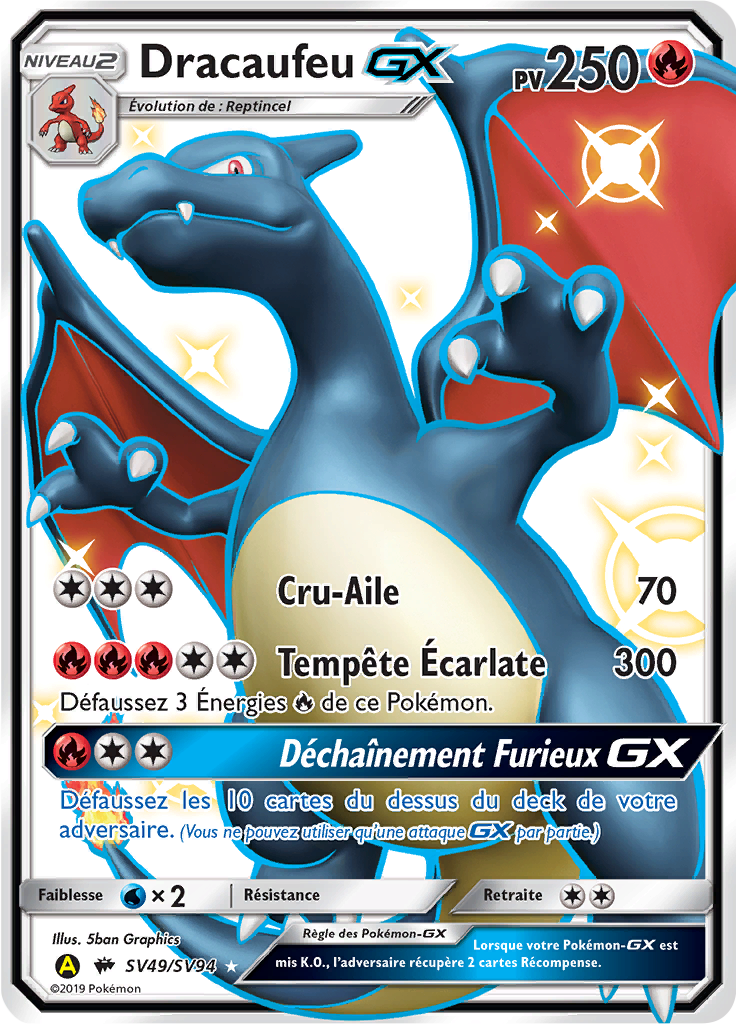 NIVEAU2
Dracaufeu GX
PV250
Évolution de : Reptincel
Cru-Aile 70
Tempête Écarlate 300
Défaussez 3 Énergies de ce Pokémon.
Déchaînement Furieux GX
Défaussez les 10 cartes du dessus du deck de votre
adversaire. (Vous ne pouvez utiliser qu'une attaque GX par partie.)
Faiblesse ×2 Résistance Retraite
Illus. 5ban Graphics
Règle des Pokémon-GX
Lorsque votre Pokémon-GX est
mis K.O., l'adversaire récupère 2 cartes Récompense.
A SV49/SV94
©2019 Pokémon